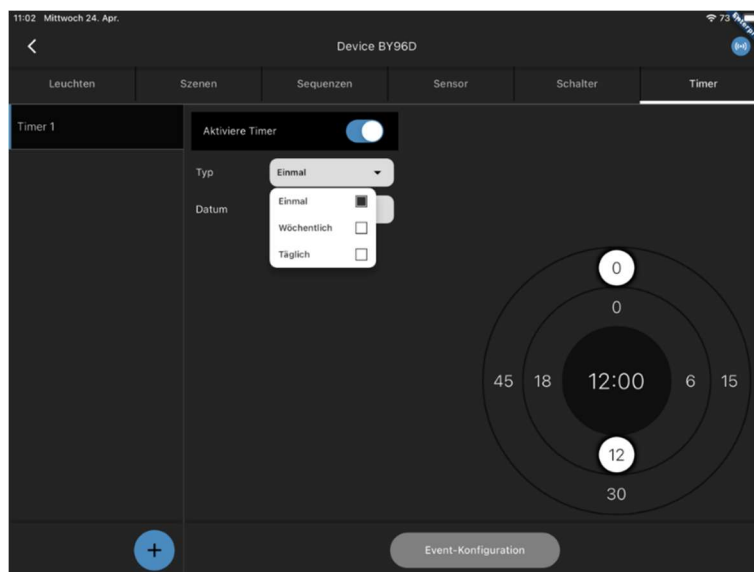 11:02 Mittwoch 24. Apr.
73
Device BY96D
Leuchten Szenen Sequenzen Sensor Schalter Timer
Timer 1
Aktiviere Timer
Typ Einmal
Datum
Einmal
Wöchentlich
Täglich
0
0
45 18 12:00 6 15
12
30
+
Event-Konfiguration